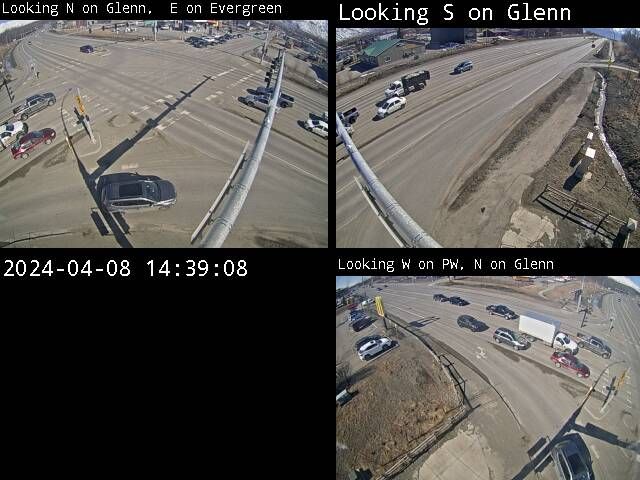 Looking N on Glenn,  E on Evergreen
Looking S on Glenn
2024-04-08 14:39:08
Looking W on PW, N on Glenn